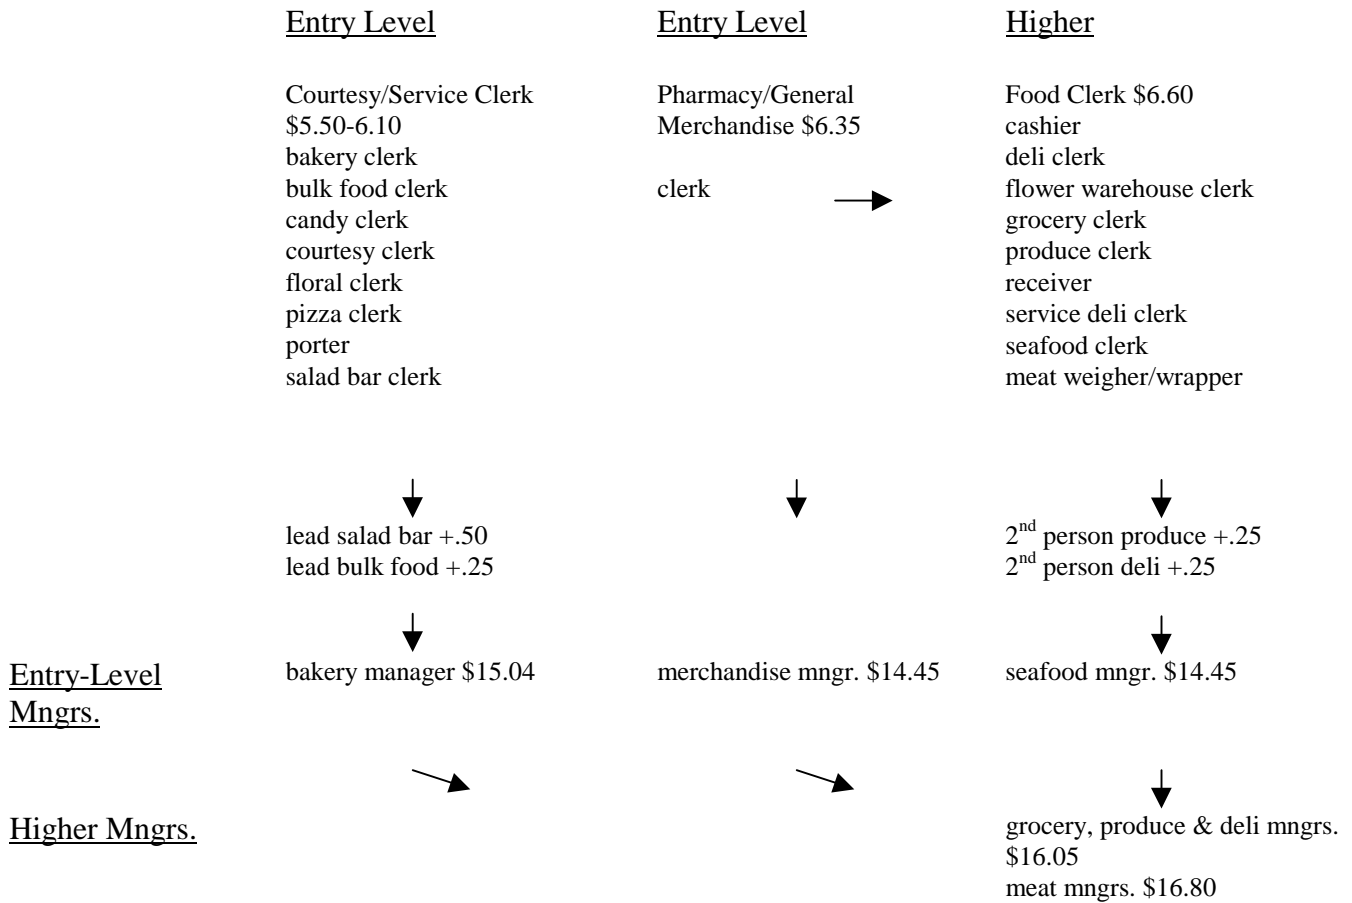 Entry Level
Entry Level
Higher
Courtesy/Service Clerk
$5.50-6.10
bakery clerk
bulk food clerk
candy clerk
courtesy clerk
floral clerk
pizza clerk
porter
salad bar clerk
Pharmacy/General
Merchandise $6.35
clerk
Food Clerk $6.60
cashier
deli clerk
flower warehouse clerk
grocery clerk
produce clerk
receiver
service deli clerk
seafood clerk
meat weigher/wrapper
lead salad bar +.50
lead bulk food +.25
2nd person produce +.25
2nd person deli +.25
Entry-Level
Mngrs.
bakery manager $15.04
merchandise mngr. $14.45
seafood mngr. $14.45
Higher Mngrs.
grocery, produce & deli mngrs.
$16.05
meat mngrs. $16.80